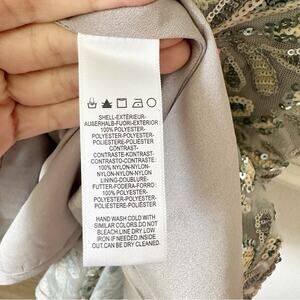 SHELL-EXTÉRIEUR-
AUßERHALB-FUORI-EXTERIOR
100% POLYESTER-
POLYESTER-POLYESTER-
POLIESTERE-POLIÉSTER
CONTRAST-
CONTRASTE-KONTRAST-
CONTRASTO-CONTRASTE:
100% NYLON-NYLON-
NYLON-NYLON-NYLON
LINING-DOUBLURE-
FUTTER-FODERA-FORRO:
100% POLYESTER-
POLYESTER-POLYESTER-
POLIESTERE-POLIÉSTER
HAND WASH COLD WITH
SIMILAR COLORS.DO NOT
BLEACH.LINE DRY.LOW
IRON IF NEEDED.INSIDE
OUT.CAN BE DRY CLEANED.